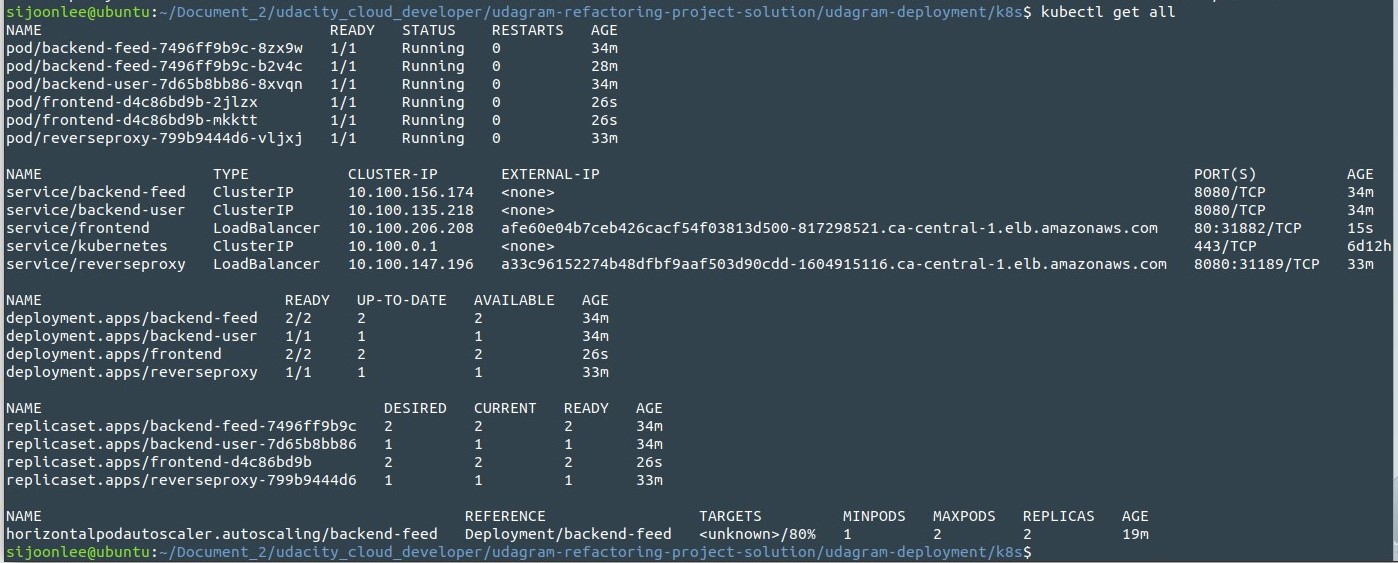 sijoonlee@ubuntu:~/Document_2/udacity_cloud_developer/udagram-refactoring-project-solution/udagram-deployment/k8s$ kubectl get all
NAME READY STATUS RESTARTS AGE
pod/backend-feed-7496ff9b9c-8zx9w 1/1 Running 0 34m
pod/backend-feed-7496ff9b9c-b2v4c 1/1 Running 0 28m
pod/backend-user-7d65b8bb86-8xvqn 1/1 Running 0 34m
pod/frontend-d4c86bd9b-2jlzx 1/1 Running 0 26s
pod/frontend-d4c86bd9b-mkktt 1/1 Running 0 26s
pod/reverseproxy-799b9444d6-vljxj 1/1 Running 0 33m
NAME TYPE CLUSTER-IP EXTERNAL-IP PORT(S) AGE
service/backend-feed ClusterIP 10.100.156.174 <none> 8080/TCP 34m
service/backend-user ClusterIP 10.100.135.218 <none> 8080/TCP 34m
service/frontend LoadBalancer 10.100.206.208 afe60e04b7ceb426cacf54f03813d500-817298521.ca-central-1.elb.amazonaws.com 80:31882/TCP 15s
service/kubernetes ClusterIP 10.100.0.1 <none> 443/TCP 6d12h
service/reverseproxy LoadBalancer 10.100.147.196 a33c96152274b48dfbf9aaf503d90cdd-1604915116.ca-central-1.elb.amazonaws.com 8080:31189/TCP 33m
NAME READY UP-TO-DATE AVAILABLE AGE
deployment.apps/backend-feed 2/2 2 2 34m
deployment.apps/backend-user 1/1 1 1 34m
deployment.apps/frontend 2/2 2 2 26s
deployment.apps/reverseproxy 1/1 1 1 33m
NAME DESIRED CURRENT READY AGE
replicaset.apps/backend-feed-7496ff9b9c 2 2 2 34m
replicaset.apps/backend-user-7d65b8bb86 1 1 1 34m
replicaset.apps/frontend-d4c86bd9b 2 2 2 26s
replicaset.apps/reverseproxy-799b9444d6 1 1 1 33m
NAME REFERENCE TARGETS MINPODS MAXPODS REPLICAS AGE
horizontalpodautoscaler.autoscaling/backend-feed Deployment/backend-feed <unknown>/80% 1 2 2 19m
sijoonlee@ubuntu:~/Document_2/udacity_cloud_developer/udagram-refactoring-project-solution/udagram-deployment/k8s$